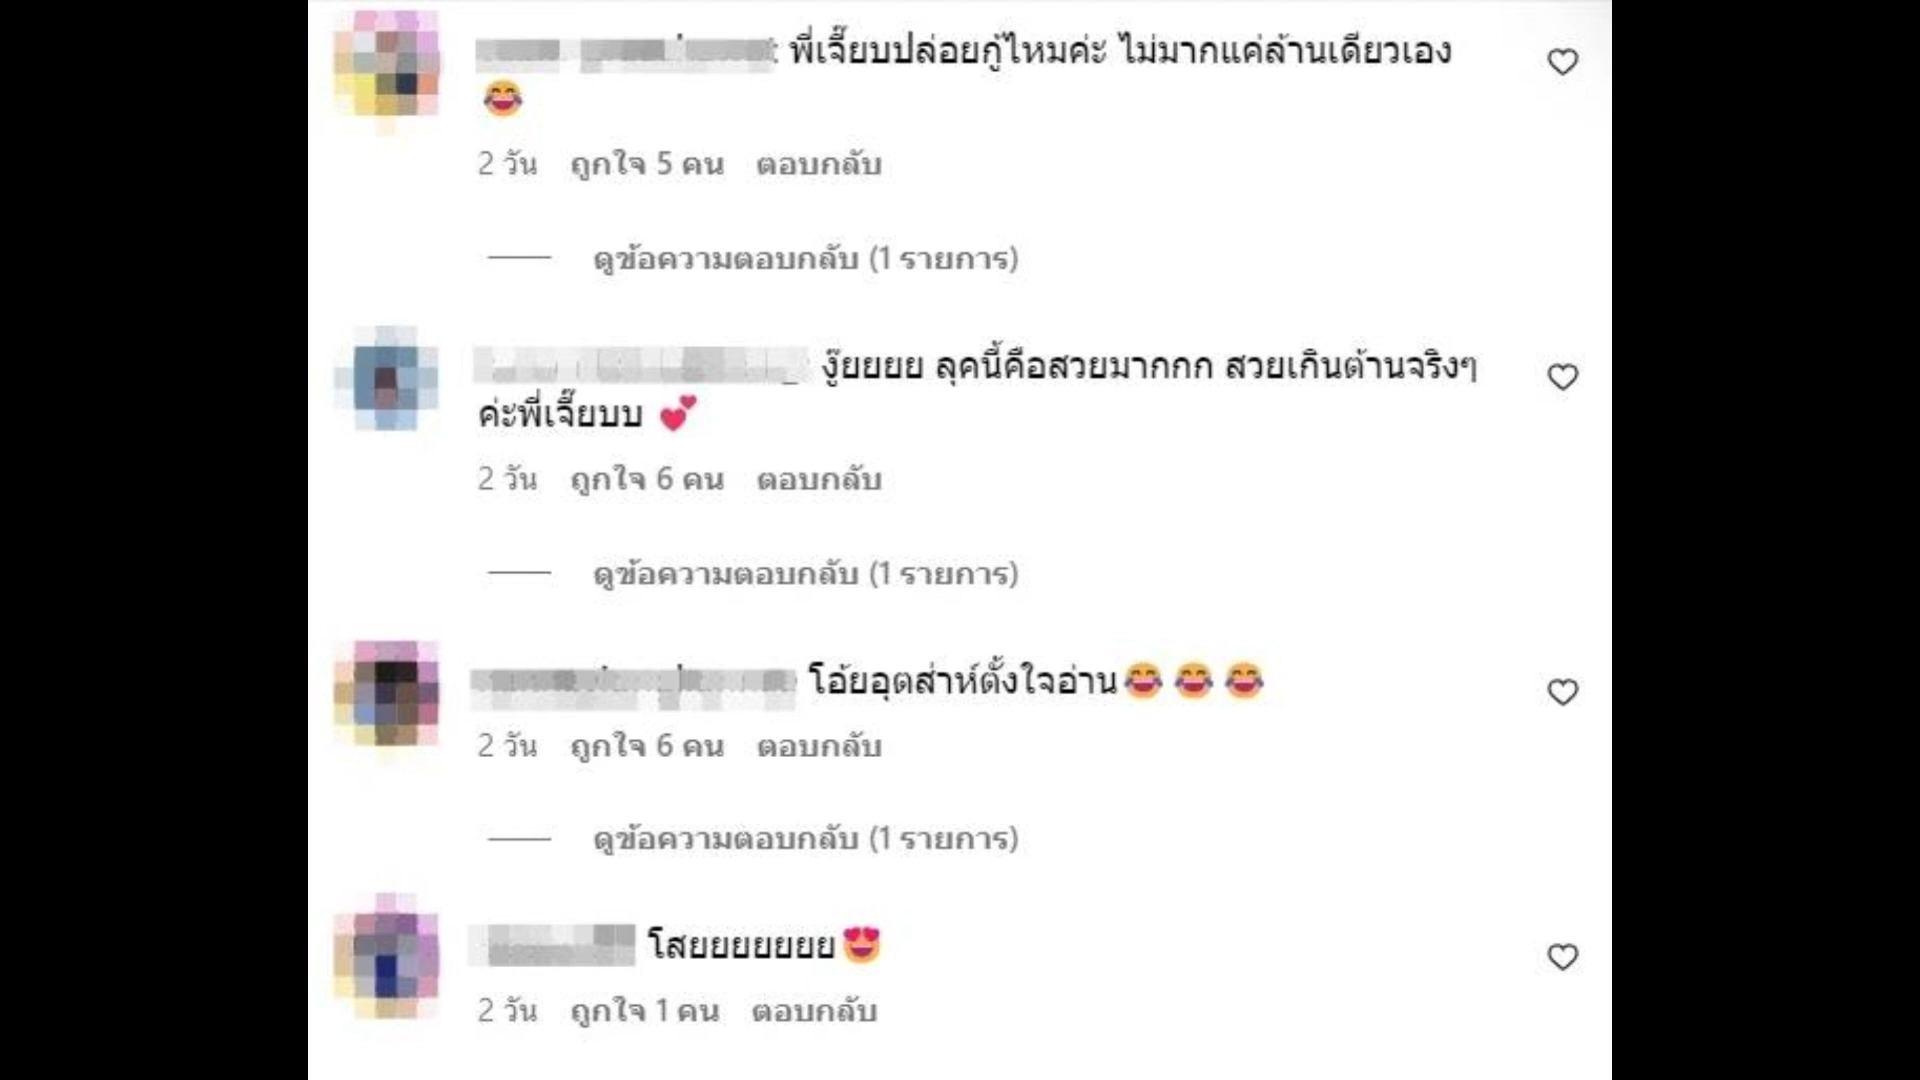 พี่เจี๊ยบปล่อยกู้ไหมค่ะ ไม่มากแค่ล้านเดียวเอง
😂
2 วัน ถูกใจ 5 คน ตอบกลับ
ดูข้อความตอบกลับ (1 รายการ)
งู๊ยยยย ลุคนี้คือสวยมากกก สวยเกินต้านจริงๆ
ค่ะพี่เจี๊ยบบ 💕
2 วัน ถูกใจ 6 คน ตอบกลับ
ดูข้อความตอบกลับ (1 รายการ)
โอ้ยอุตส่าห์ตั้งใจอ่าน😂😂😂
2 วัน ถูกใจ 6 คน ตอบกลับ
ดูข้อความตอบกลับ (1 รายการ)
โสยยยยยยย😍
2 วัน ถูกใจ 1 คน ตอบกลับ